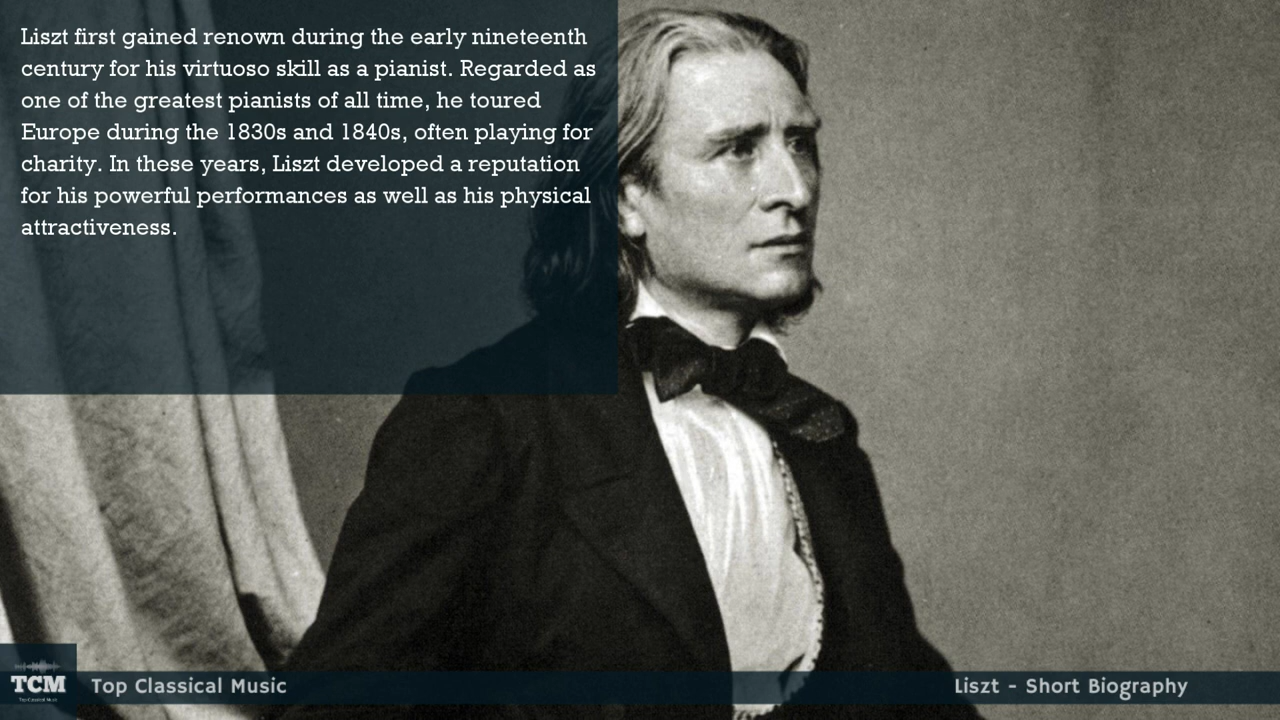 Liszt first gained renown during the early nineteenth
century for his virtuoso skill as a pianist. Regarded as
one of the greatest pianists of all time, he toured
Europe during the 1830s and 1840s, often playing for
charity. In these years, Liszt developed a reputation
for his powerful performances as well as his physical
attractiveness.
TCM
Top Classical Music
Top Classical Music
Liszt - Short Biography